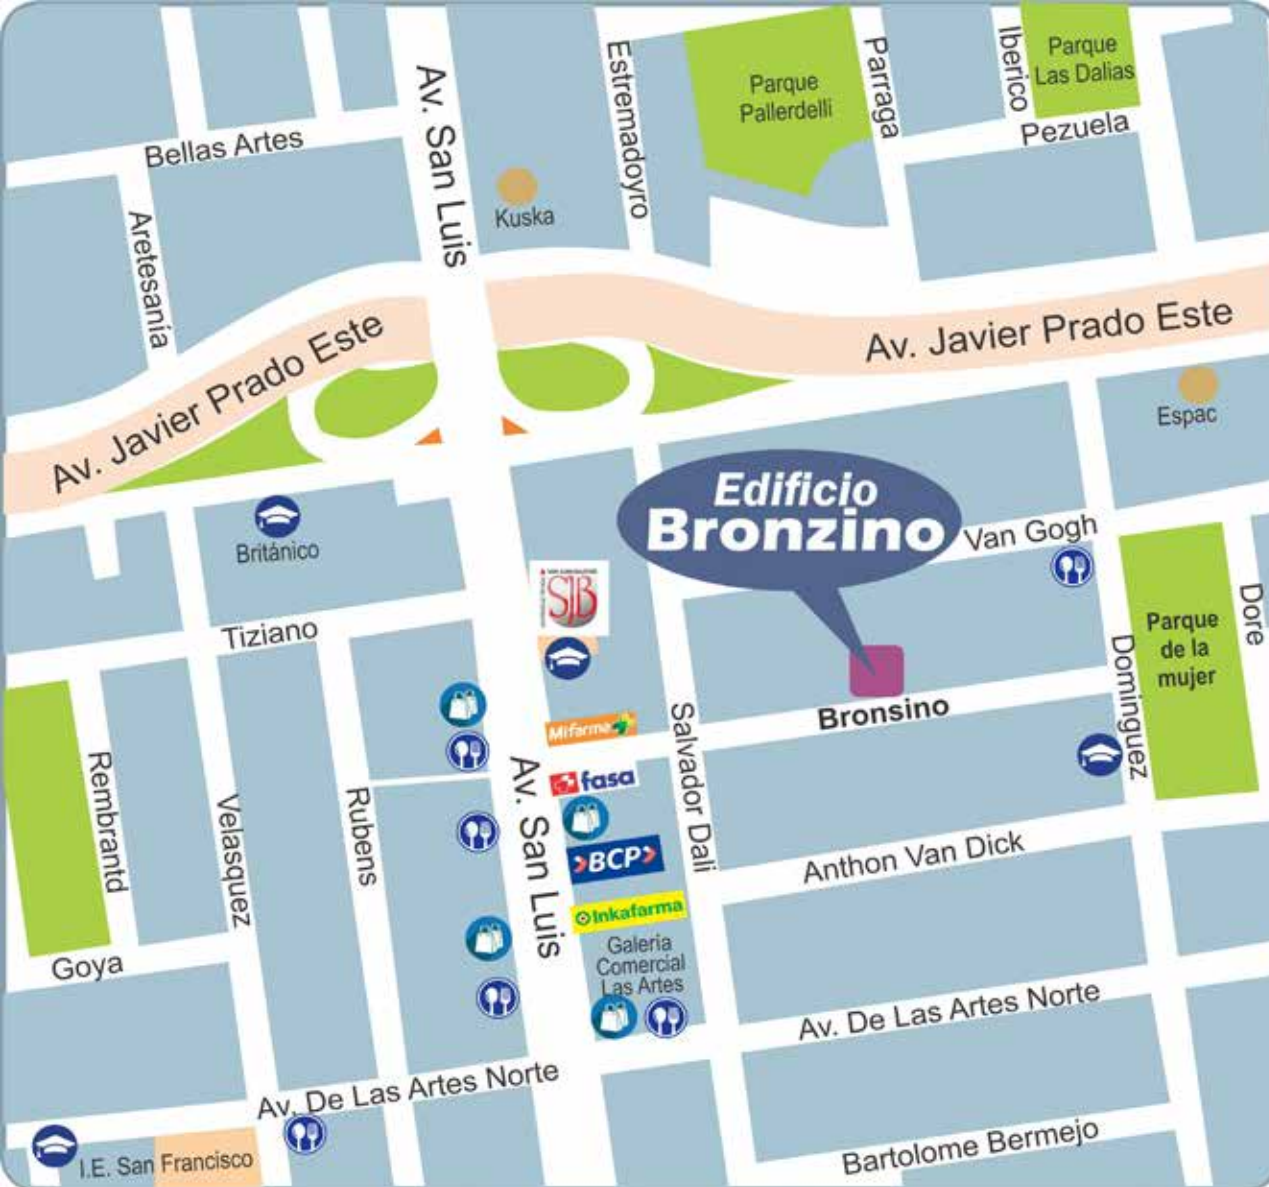 Av. San Luis
Estremadoyro
Parque
Pallerdelli
Parraga
Iberico
Parque
Las Dalias
Pezuela
Bellas Artes
Aretesanía
Kuska
Av. Javier Prado Este
Av. Javier Prado Este
Espac
Británico
Edificio
Bronzino
Van Gogh
SJB
Tiziano
Parque
de la
mujer
Dore
Dominguez
Bronsino
Mifarma
fasa
Salvador Dali
Rembrantd
Velasquez
Rubens
Av. San Luis
BCP
Anthon Van Dick
Inkafarma
Galería
Comercial
Las Artes
Goya
Av. De Las Artes Norte
Av. De Las Artes Norte
I.E. San Francisco
Bartolome Bermejo